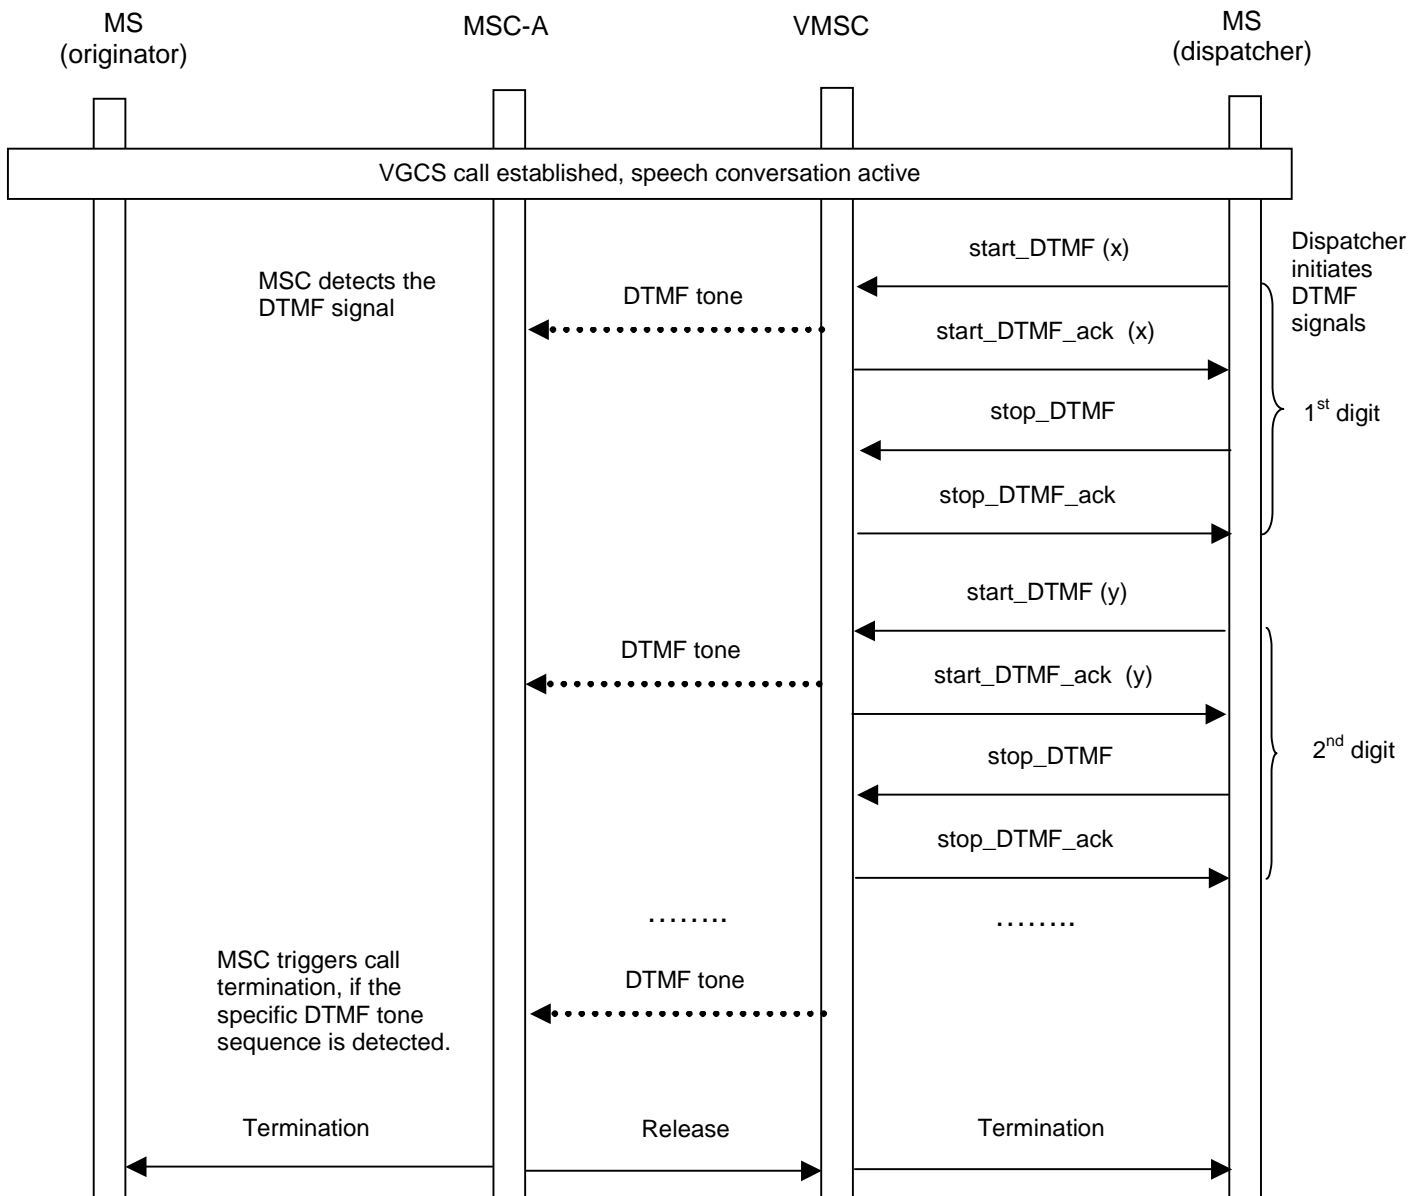 MS
(originator)
MSC-A
VMSC
MS
(dispatcher)
VGCS call established, speech conversation active
start_DTMF (x)
Dispatcher
initiates
DTMF
signals
MSC detects the
DTMF signal
DTMF tone
start_DTMF_ack (x)
stop_DTMF
1st digit
stop_DTMF_ack
start_DTMF (y)
DTMF tone
start_DTMF_ack (y)
stop_DTMF
2nd digit
stop_DTMF_ack
........
........
MSC triggers call
termination, if the
specific DTMF tone
sequence is detected.
DTMF tone
Termination
Release
Termination